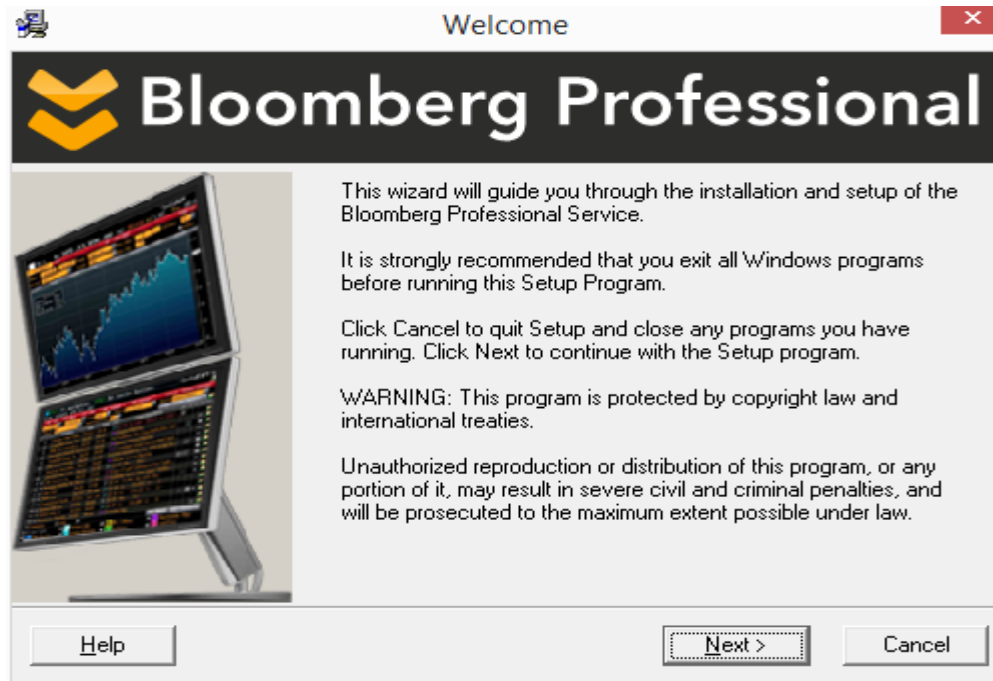 Welcome
Bloomberg Professional
This wizard will guide you through the installation and setup of the
Bloomberg Professional Service.
It is strongly recommended that you exit all Windows programs
before running this Setup Program.
Click Cancel to quit Setup and close any programs you have
running. Click Next to continue with the Setup program.
WARNING: This program is protected by copyright law and
international treaties.
Unauthorized reproduction or distribution of this program, or any
portion of it, may result in severe civil and criminal penalties, and
will be prosecuted to the maximum extent possible under law.
Help
Next >
Cancel